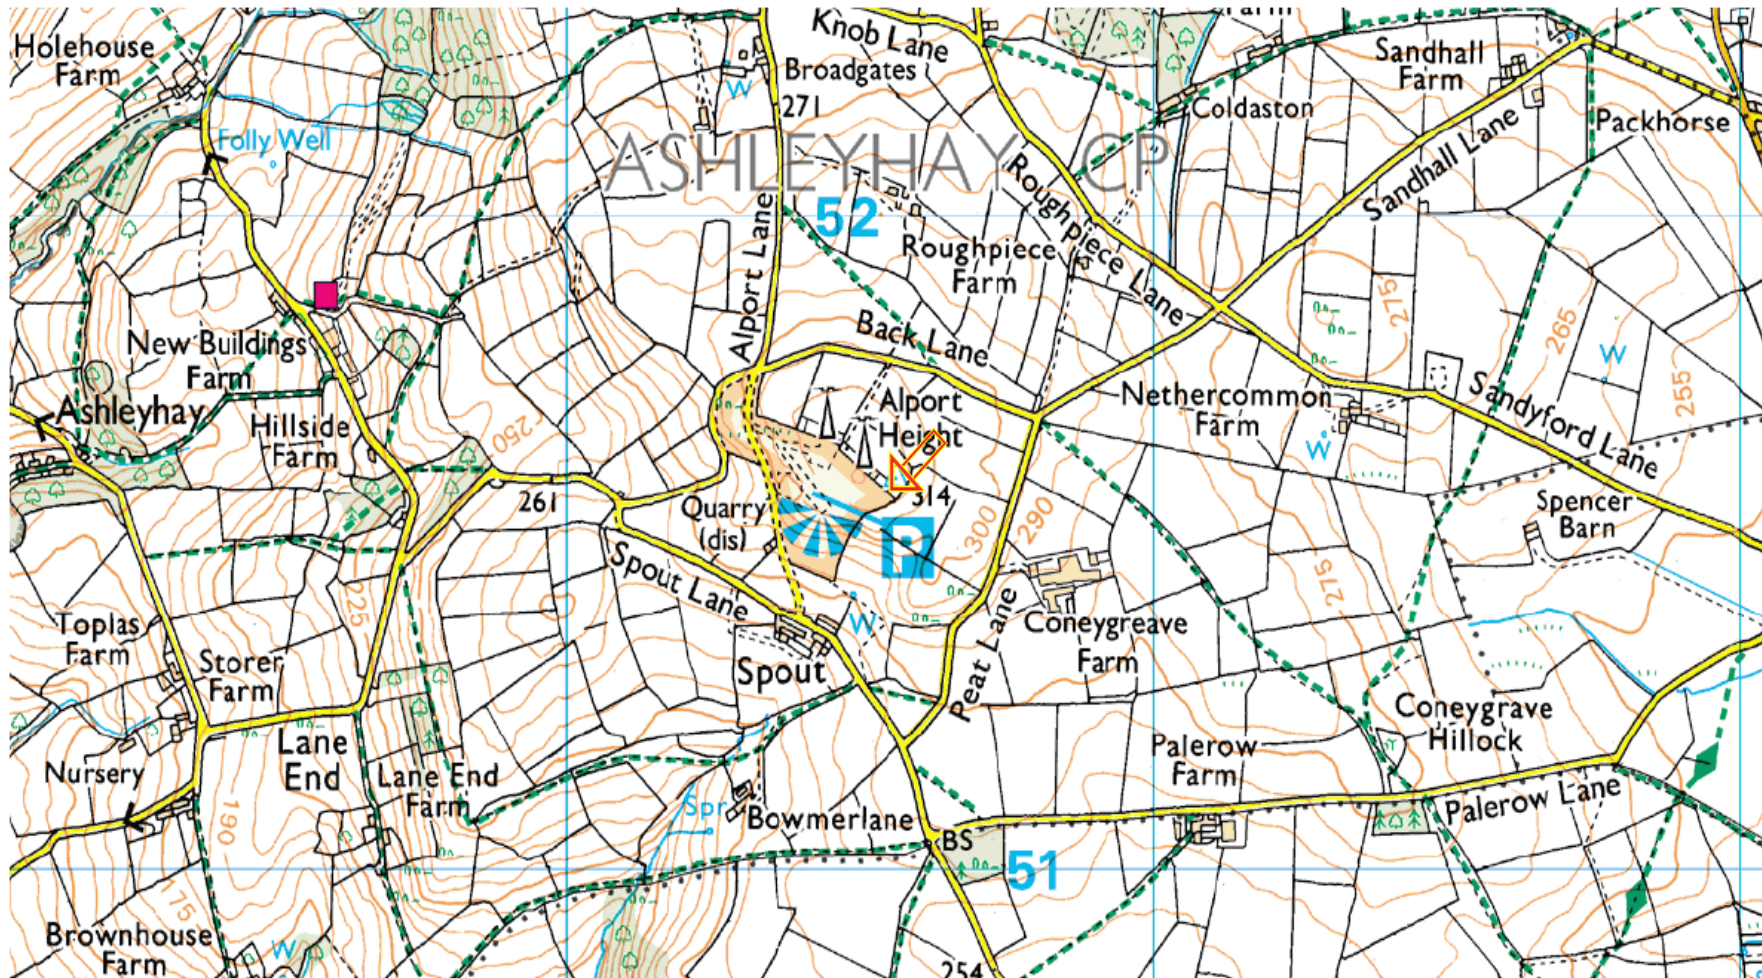 Holehouse
Farm
Knob Lane
Broadgates
W
271
Sandhall
Farm
Coldaston
Packhorse
Folly Well
ASHLEYHAY CP
Sandhall Lane
Roughpiece Lane
52
Alport Lane
Roughpiece
Farm
275
265
W
255
New Buildings
Farm
Back Lane
Ashleyhay
Hillside
Farm
250
Alport
Height
Nethercommon
Farm
W
Sandyford Lane
261
Quarry
(dis)
314
300
290
Spencer
Barn
Spout Lane
225
W
275
Toplas
Farm
Storer
Farm
Spout
Peat Lane
Coneygreave
Farm
Coneygrave
Hillock
Lane
End
Nursery
Lane End
Farm
Palerow
Farm
Palerow Lane
190
Spr
Bowmerlane
BS
51
175
Brownhouse
Farm
W
254